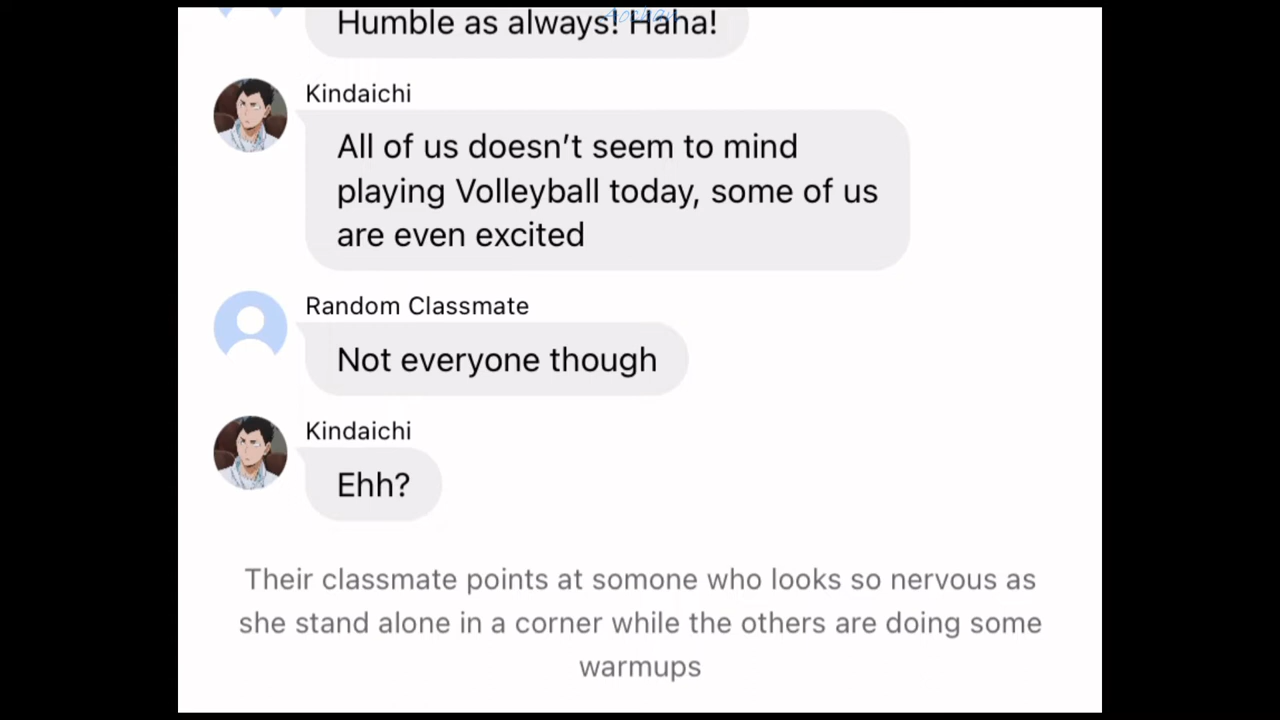 Humble as always! Haha!
Kindaichi
All of us doesn’t seem to mind
playing Volleyball today, some of us
are even excited
Random Classmate
Not everyone though
Kindaichi
Ehh?
Their classmate points at somone who looks so nervous as
she stand alone in a corner while the others are doing some
warmups